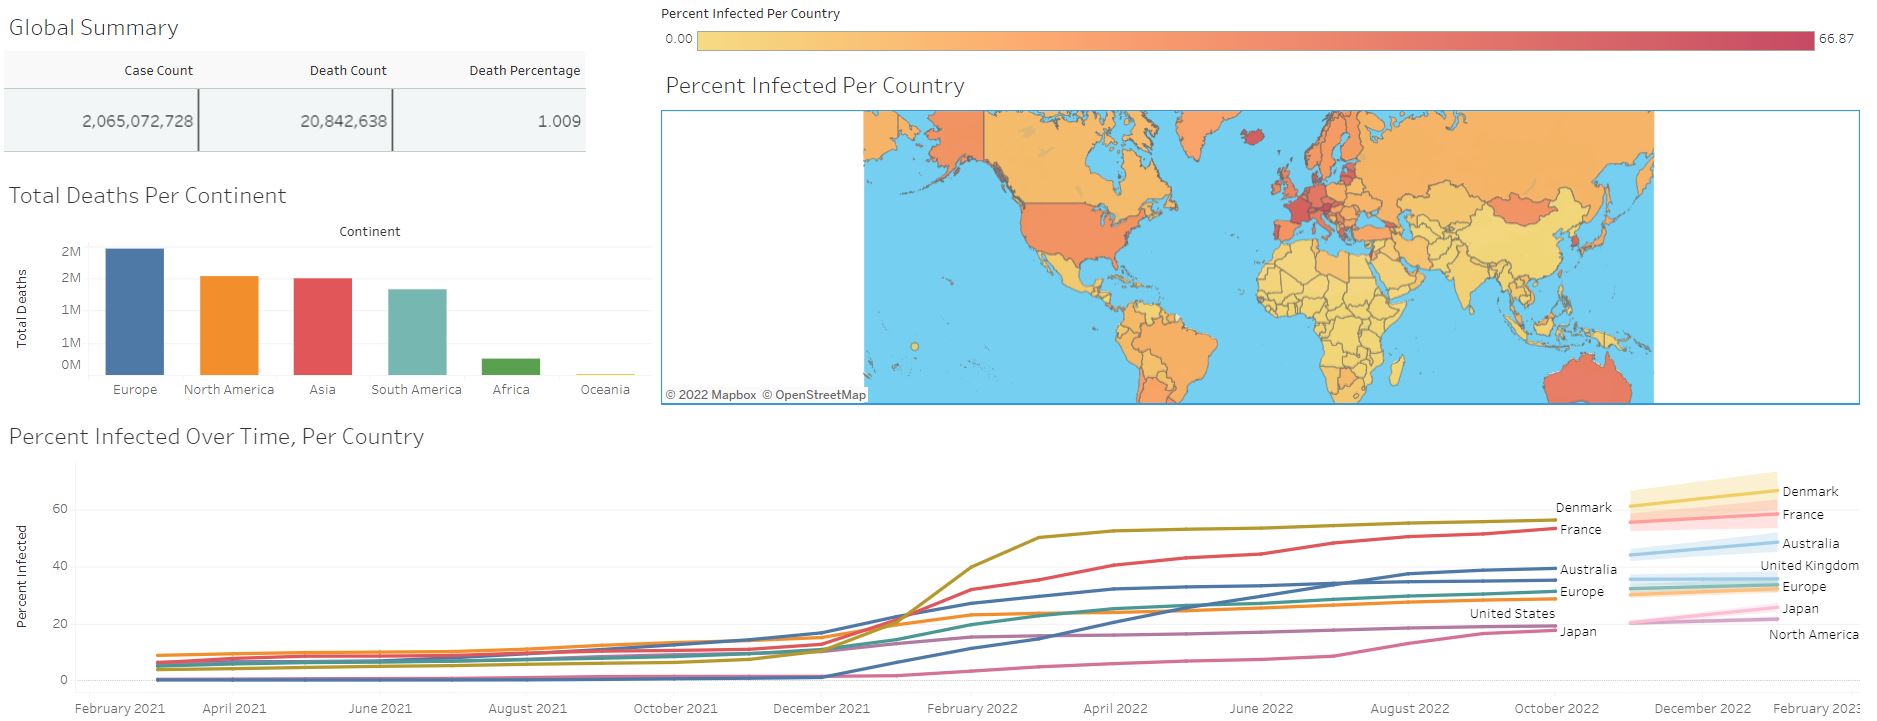 Global Summary
Case Count Death Count Death Percentage
2,065,072,728 20,842,638 1.009
Total Deaths Per Continent
Continent
Total Deaths
2M
2M
1M
1M
0M
Europe North America Asia South America Africa Oceania
Percent Infected Per Country
0.00 66.87
Percent Infected Per Country
© 2022 Mapbox © OpenStreetMap
Percent Infected Over Time, Per Country
Percent Infected
60
40
20
0
Denmark
France
Australia
Europe
United States
Japan
Denmark
France
Australia
United Kingdom
Europe
Japan
North America
February 2021 April 2021 June 2021 August 2021 October 2021 December 2021 February 2022 April 2022 June 2022 August 2022 October 2022 December 2022 February 2023